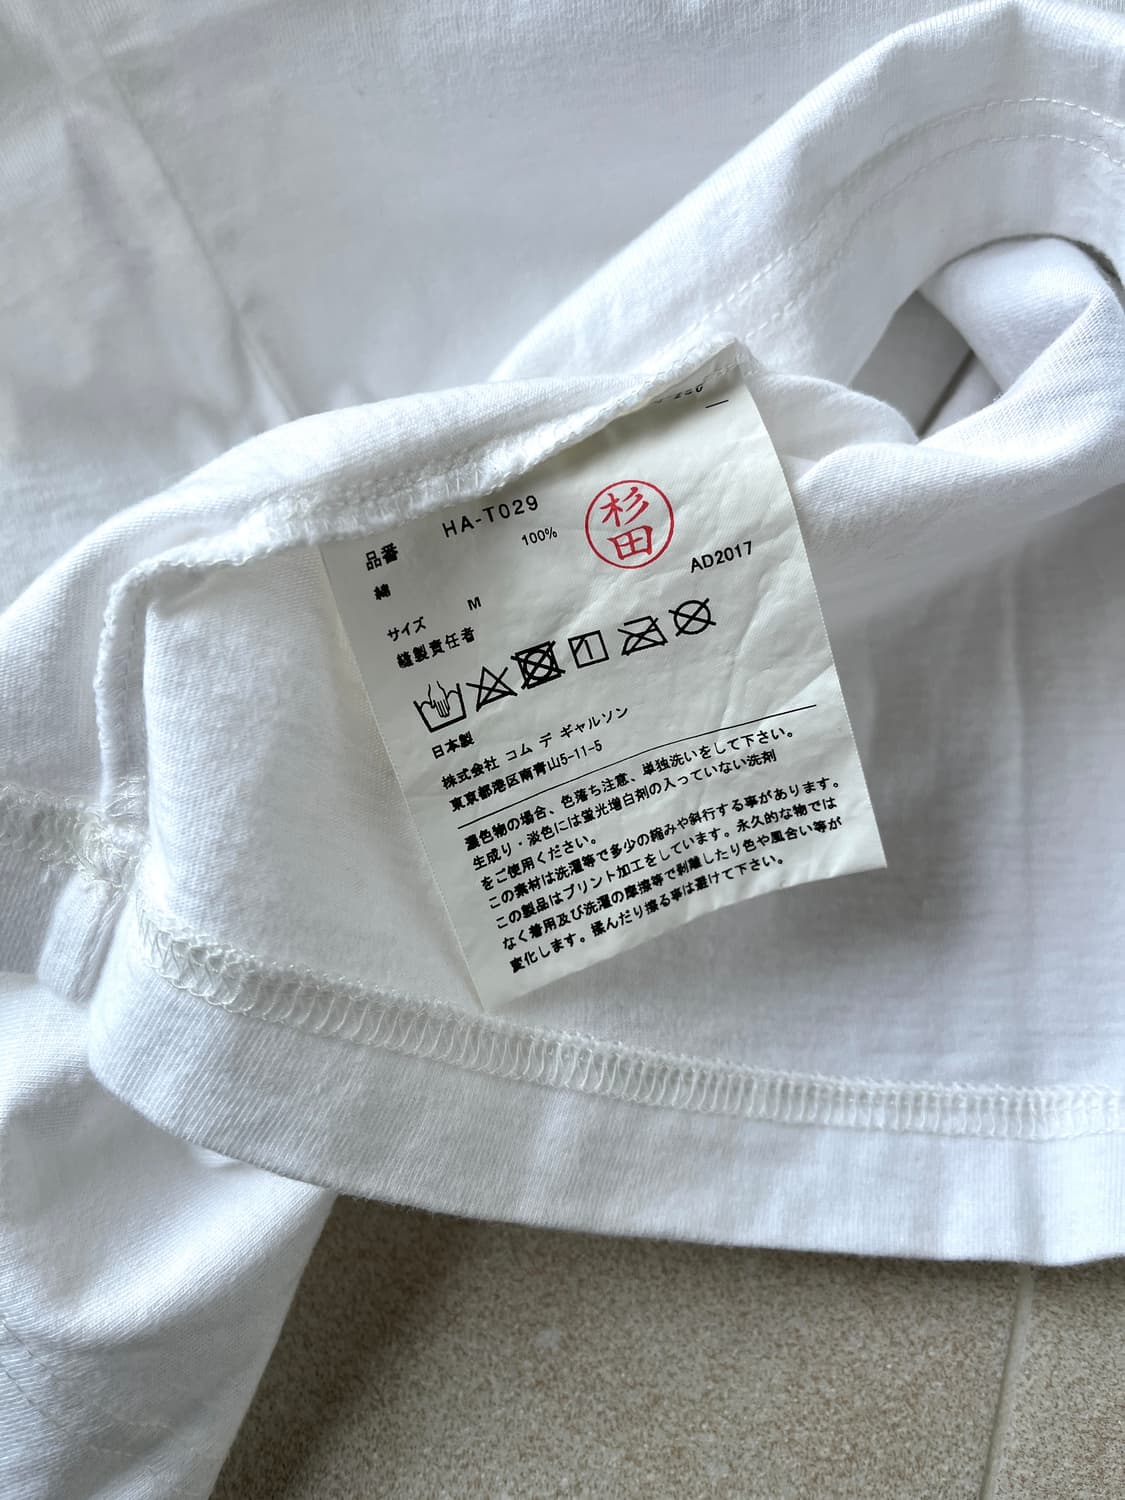 HA-T029
品番
綿 100%
杉田
サイズ M
AD2017
縫製責任者
日本製
株式会社 コム デ ギャルソン
東京都港区南青山5-11-5
濃色物の場合、色落ち注意、単独洗いをして下さい。
生成り・淡色には蛍光増白剤の入っていない洗剤
をご使用ください。
この素材は洗濯等で多少の縮みや斜行する事があります。
この製品はプリント加工をしています。永久的な物では
なく着用及び洗濯の摩擦等で剥離したり色や風合い等が
変化します。揉んだり擦る事は避けて下さい。